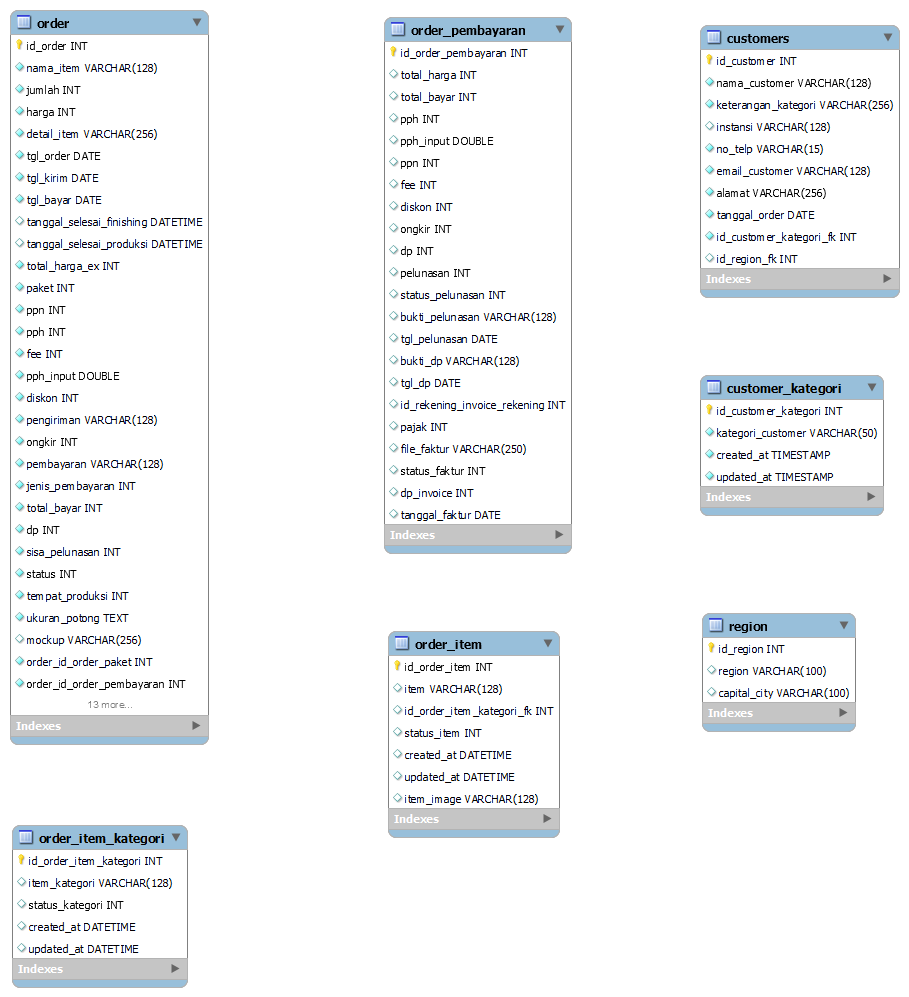 order
id_order INT
nama_item VARCHAR(128)
jumlah INT
harga INT
detail_item VARCHAR(256)
tgl_order DATE
tgl_kirim DATE
tgl_bayar DATE
tanggal_selesai_finishing DATETIME
tanggal_selesai_produksi DATETIME
total_harga_ex INT
paket INT
ppn INT
pph INT
fee INT
pph_input DOUBLE
diskon INT
pengiriman VARCHAR(128)
ongkir INT
pembayaran VARCHAR(128)
jenis_pembayaran INT
total_bayar INT
dp INT
sisa_pelunasan INT
status INT
tempat_produksi INT
ukuran_potong TEXT
mockup VARCHAR(256)
order_id_order_paket INT
order_id_order_pembayaran INT
13 more...
Indexes
order_pembayaran
id_order_pembayaran INT
total_harga INT
total_bayar INT
pph INT
pph_input DOUBLE
ppn INT
fee INT
diskon INT
ongkir INT
dp INT
pelunasan INT
status_pelunasan INT
bukti_pelunasan VARCHAR(128)
tgl_pelunasan DATE
bukti_dp VARCHAR(128)
tgl_dp DATE
id_rekening_invoice_rekening INT
pajak INT
file_faktur VARCHAR(250)
status_faktur INT
dp_invoice INT
tanggal_faktur DATE
Indexes
customers
id_customer INT
nama_customer VARCHAR(128)
keterangan_kategori VARCHAR(256)
instansi VARCHAR(128)
no_telp VARCHAR(15)
email_customer VARCHAR(128)
alamat VARCHAR(256)
tanggal_order DATE
id_customer_kategori_fk INT
id_region_fk INT
Indexes
customer_kategori
id_customer_kategori INT
kategori_customer VARCHAR(50)
created_at TIMESTAMP
updated_at TIMESTAMP
Indexes
order_item
id_order_item INT
item VARCHAR(128)
id_order_item_kategori_fk INT
status_item INT
created_at DATETIME
updated_at DATETIME
item_image VARCHAR(128)
Indexes
region
id_region INT
region VARCHAR(100)
capital_city VARCHAR(100)
Indexes
order_item_kategori
id_order_item_kategori INT
item_kategori VARCHAR(128)
status_kategori INT
created_at DATETIME
updated_at DATETIME
Indexes